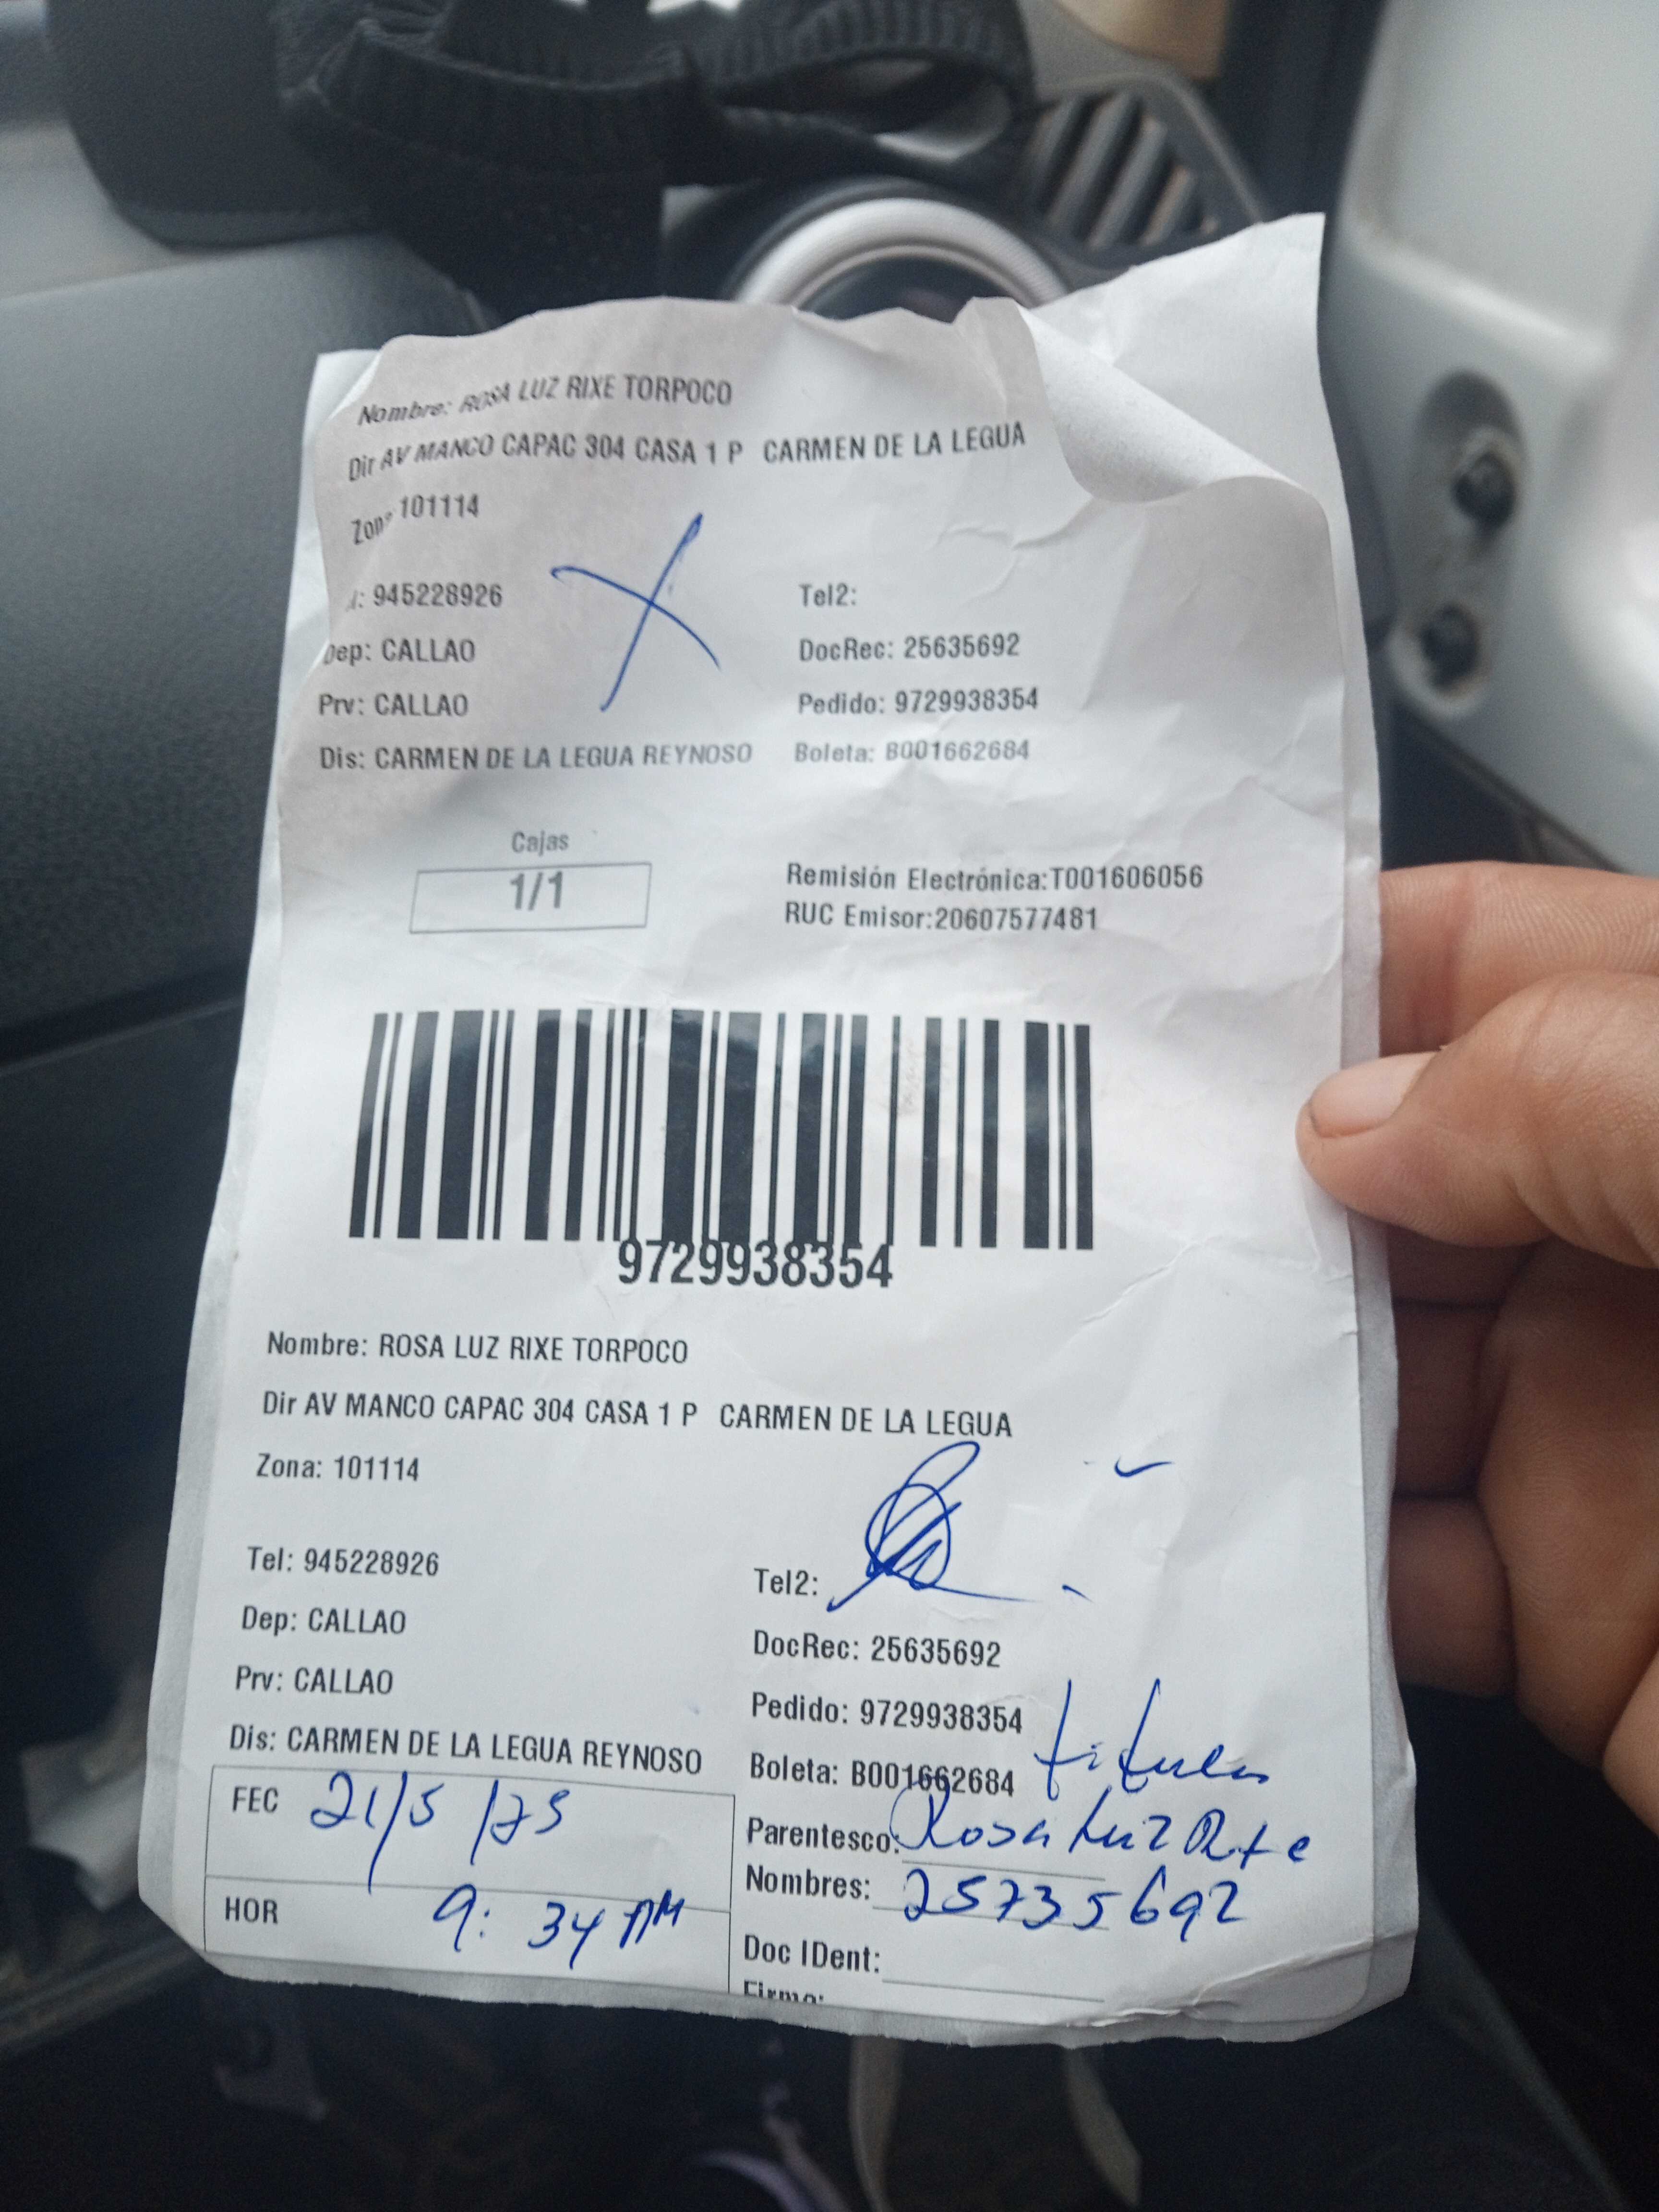 Nombre: ROSA LUZ RIXE TORPOCO
Dir AV MANCO CAPAC 304 CASA 1 P CARMEN DE LA LEGUA
Zona 101114
l: 945228926
Tel2:
Dep: CALLAO
DocRec: 25635692
Prv: CALLAO
Pedido: 9729938354
Dis: CARMEN DE LA LEGUA REYNOSO
Boleta: B001662684
Cajas
1/1
Remisión Electrónica:T001606056
RUC Emisor:20607577481
9729938354
Nombre: ROSA LUZ RIXE TORPOCO
Dir AV MANCO CAPAC 304 CASA 1 P CARMEN DE LA LEGUA
Zona: 101114
Tel: 945228926
Tel2:
Dep: CALLAO
DocRec: 25635692
Prv: CALLAO
Pedido: 9729938354
Dis: CARMEN DE LA LEGUA REYNOSO
Boleta: B001662684 titular
FEC 21/5/25
Parentesco: Rosa Luz Rixe
Nombres: 25735692
HOR 9:34 AM
Doc IDent:
Firma: